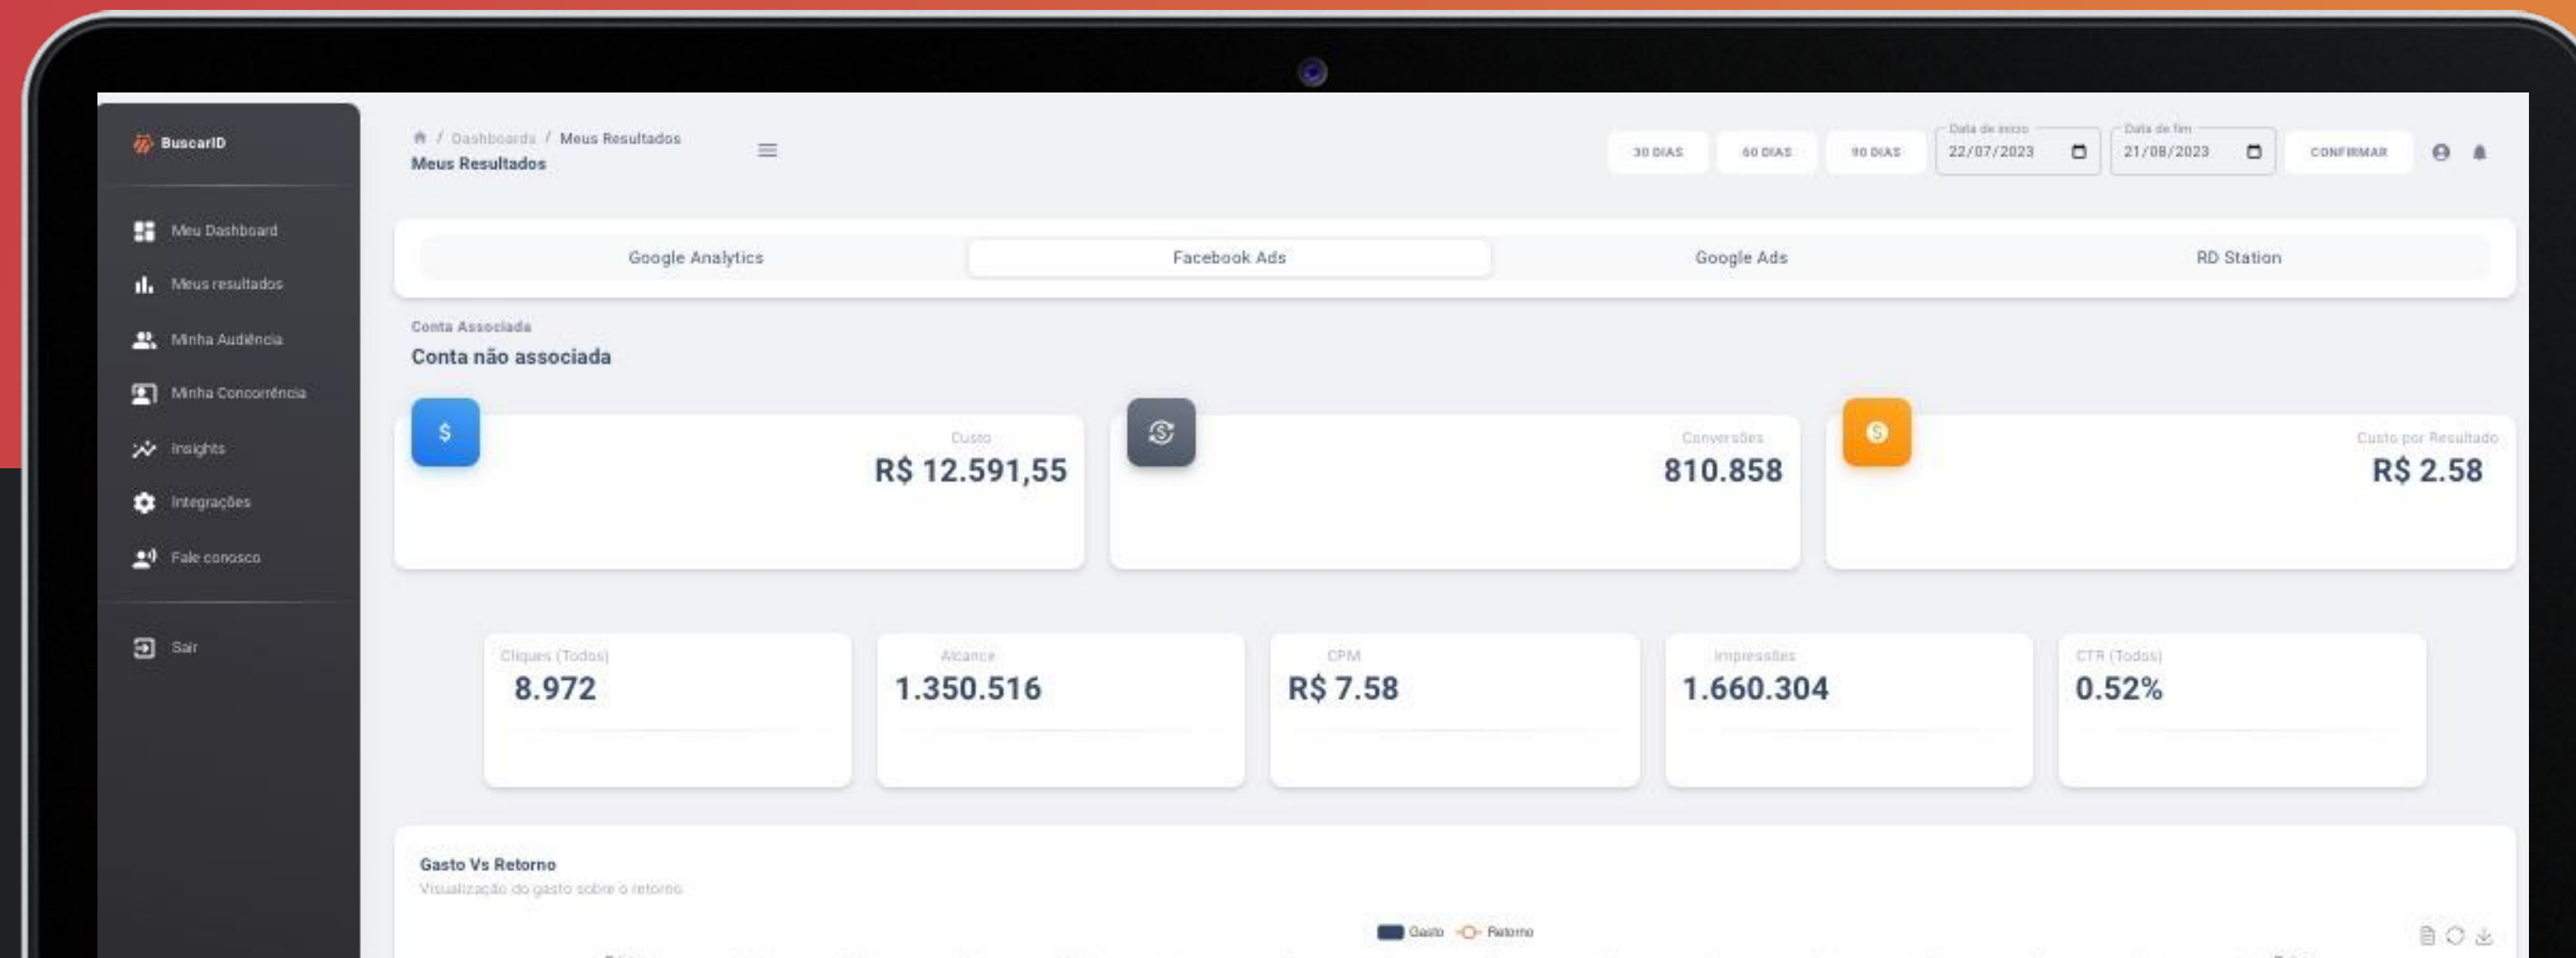 BuscarID
Meu Dashboard
Meus resultados
Minha Audiência
Minha Concorrência
Insights
Integrações
Fale conosco
Sair
/ Dashboards / Meus Resultados
Meus Resultados
30 DIAS
60 DIAS
90 DIAS
Data de início
22/07/2023
Data de fim
21/08/2023
CONFIRMAR
Google Analytics
Facebook Ads
Google Ads
RD Station
Conta Associada
Conta não associada
$
Custo
R$ 12.591,55
$
Conversões
810.858
$
Custo por Resultado
R$ 2.58
Cliques (Todos)
8.972
Alcance
1.350.516
CPM
R$ 7.58
Impressões
1.660.304
CTR (Todos)
0.52%
Gasto Vs Retorno
Visualização do gasto sobre o retorno
Gasto
Retorno